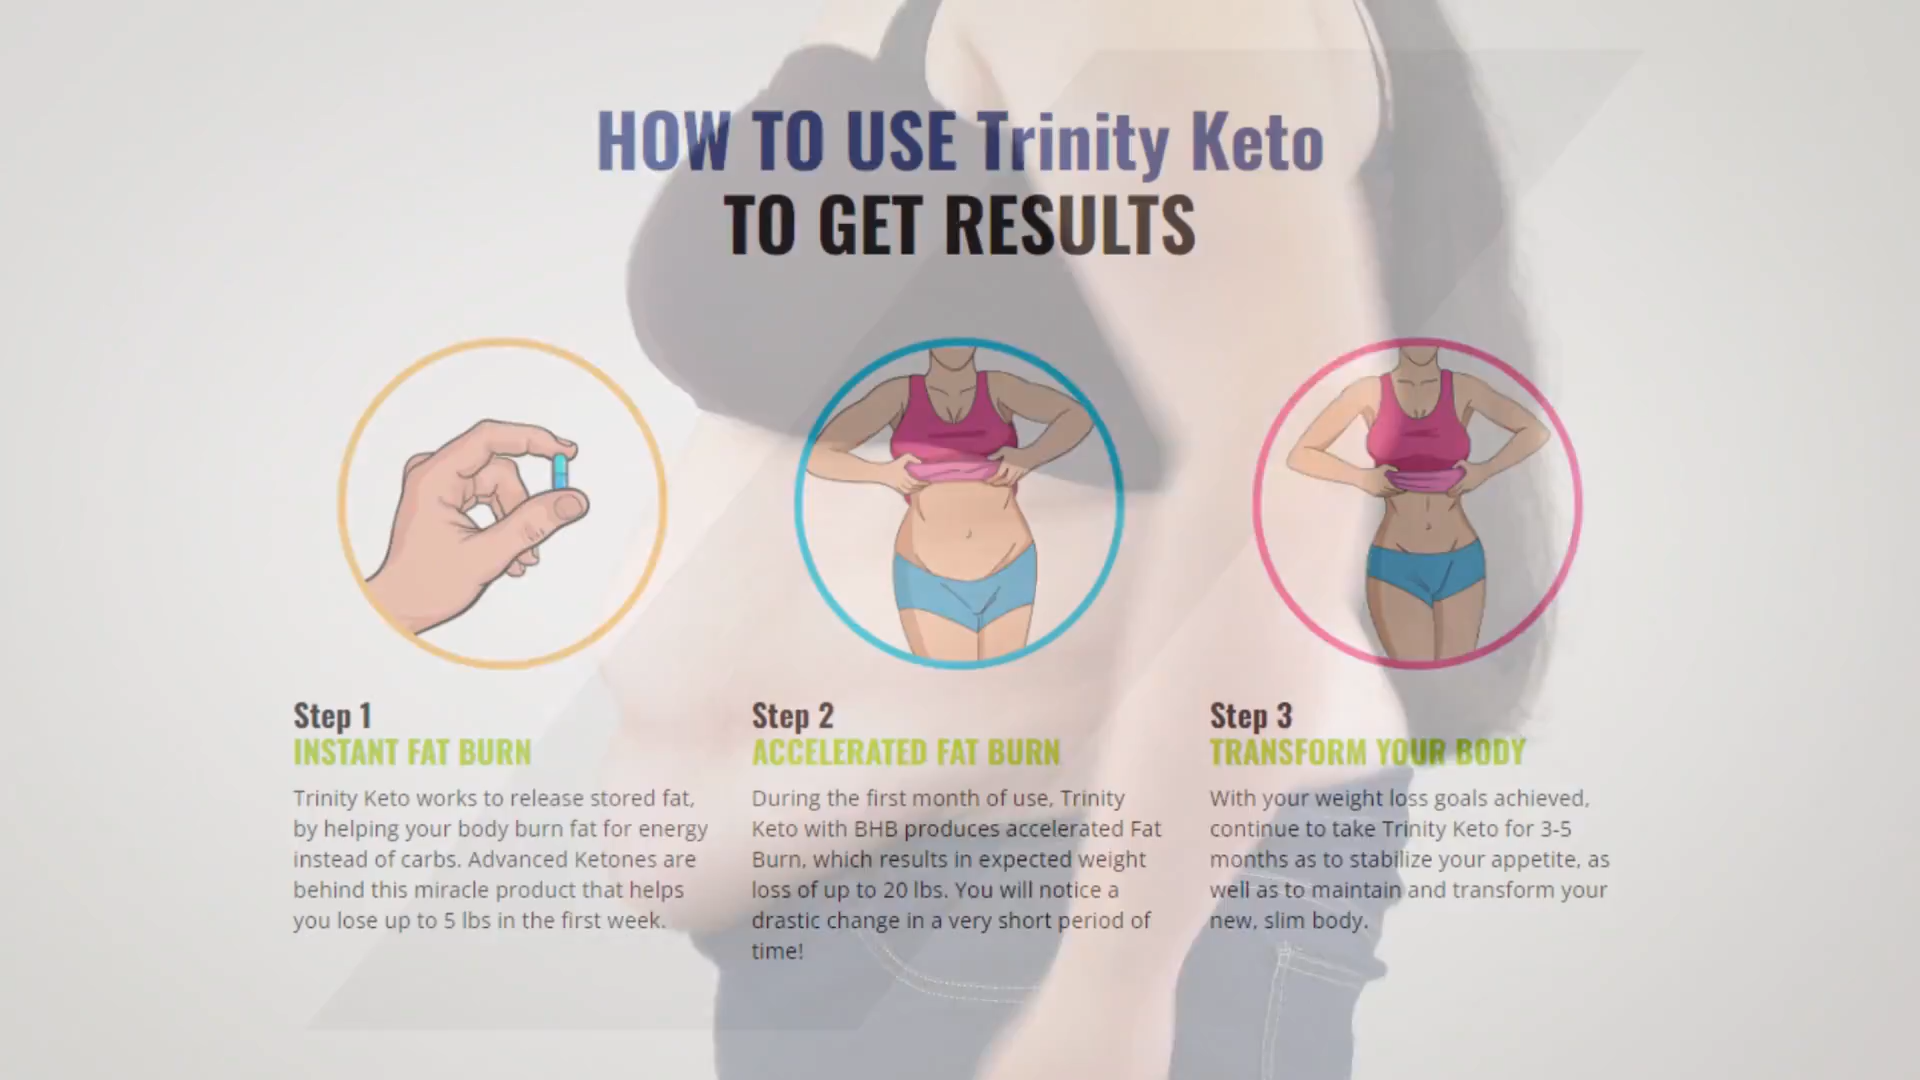 HOW TO USE Trinity Keto
TO GET RESULTS
Step 1
INSTANT FAT BURN
Trinity Keto works to release stored fat,
by helping your body burn fat for energy
instead of carbs. Advanced Ketones are
behind this miracle product that helps
you lose up to 5 lbs in the first week.
Step 2
ACCELERATED FAT BURN
During the first month of use, Trinity
Keto with BHB produces accelerated Fat
Burn, which results in expected weight
loss of up to 20 lbs. You will notice a
drastic change in a very short period of
time!
Step 3
TRANSFORM YOUR BODY
With your weight loss goals achieved,
continue to take Trinity Keto for 3-5
months as to stabilize your appetite, as
well as to maintain and transform your
new, slim body.